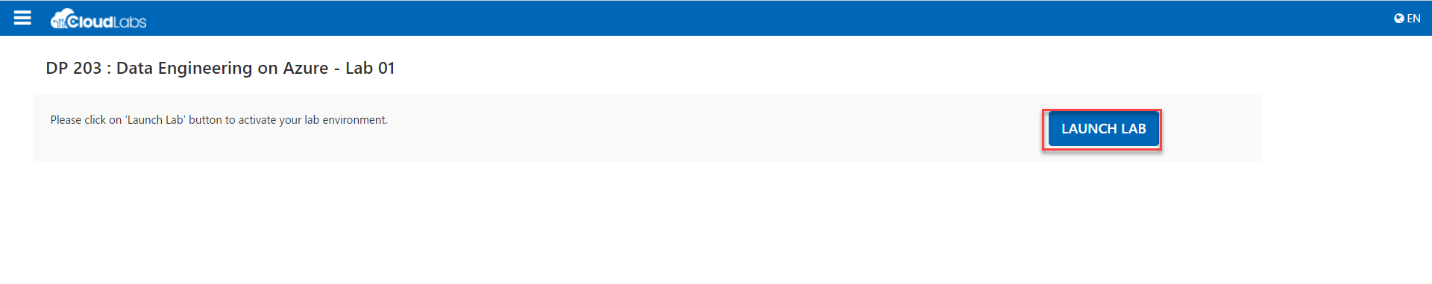 CloudLabs
EN
DP 203 : Data Engineering on Azure - Lab 01
Please click on 'Launch Lab' button to activate your lab environment.
LAUNCH LAB